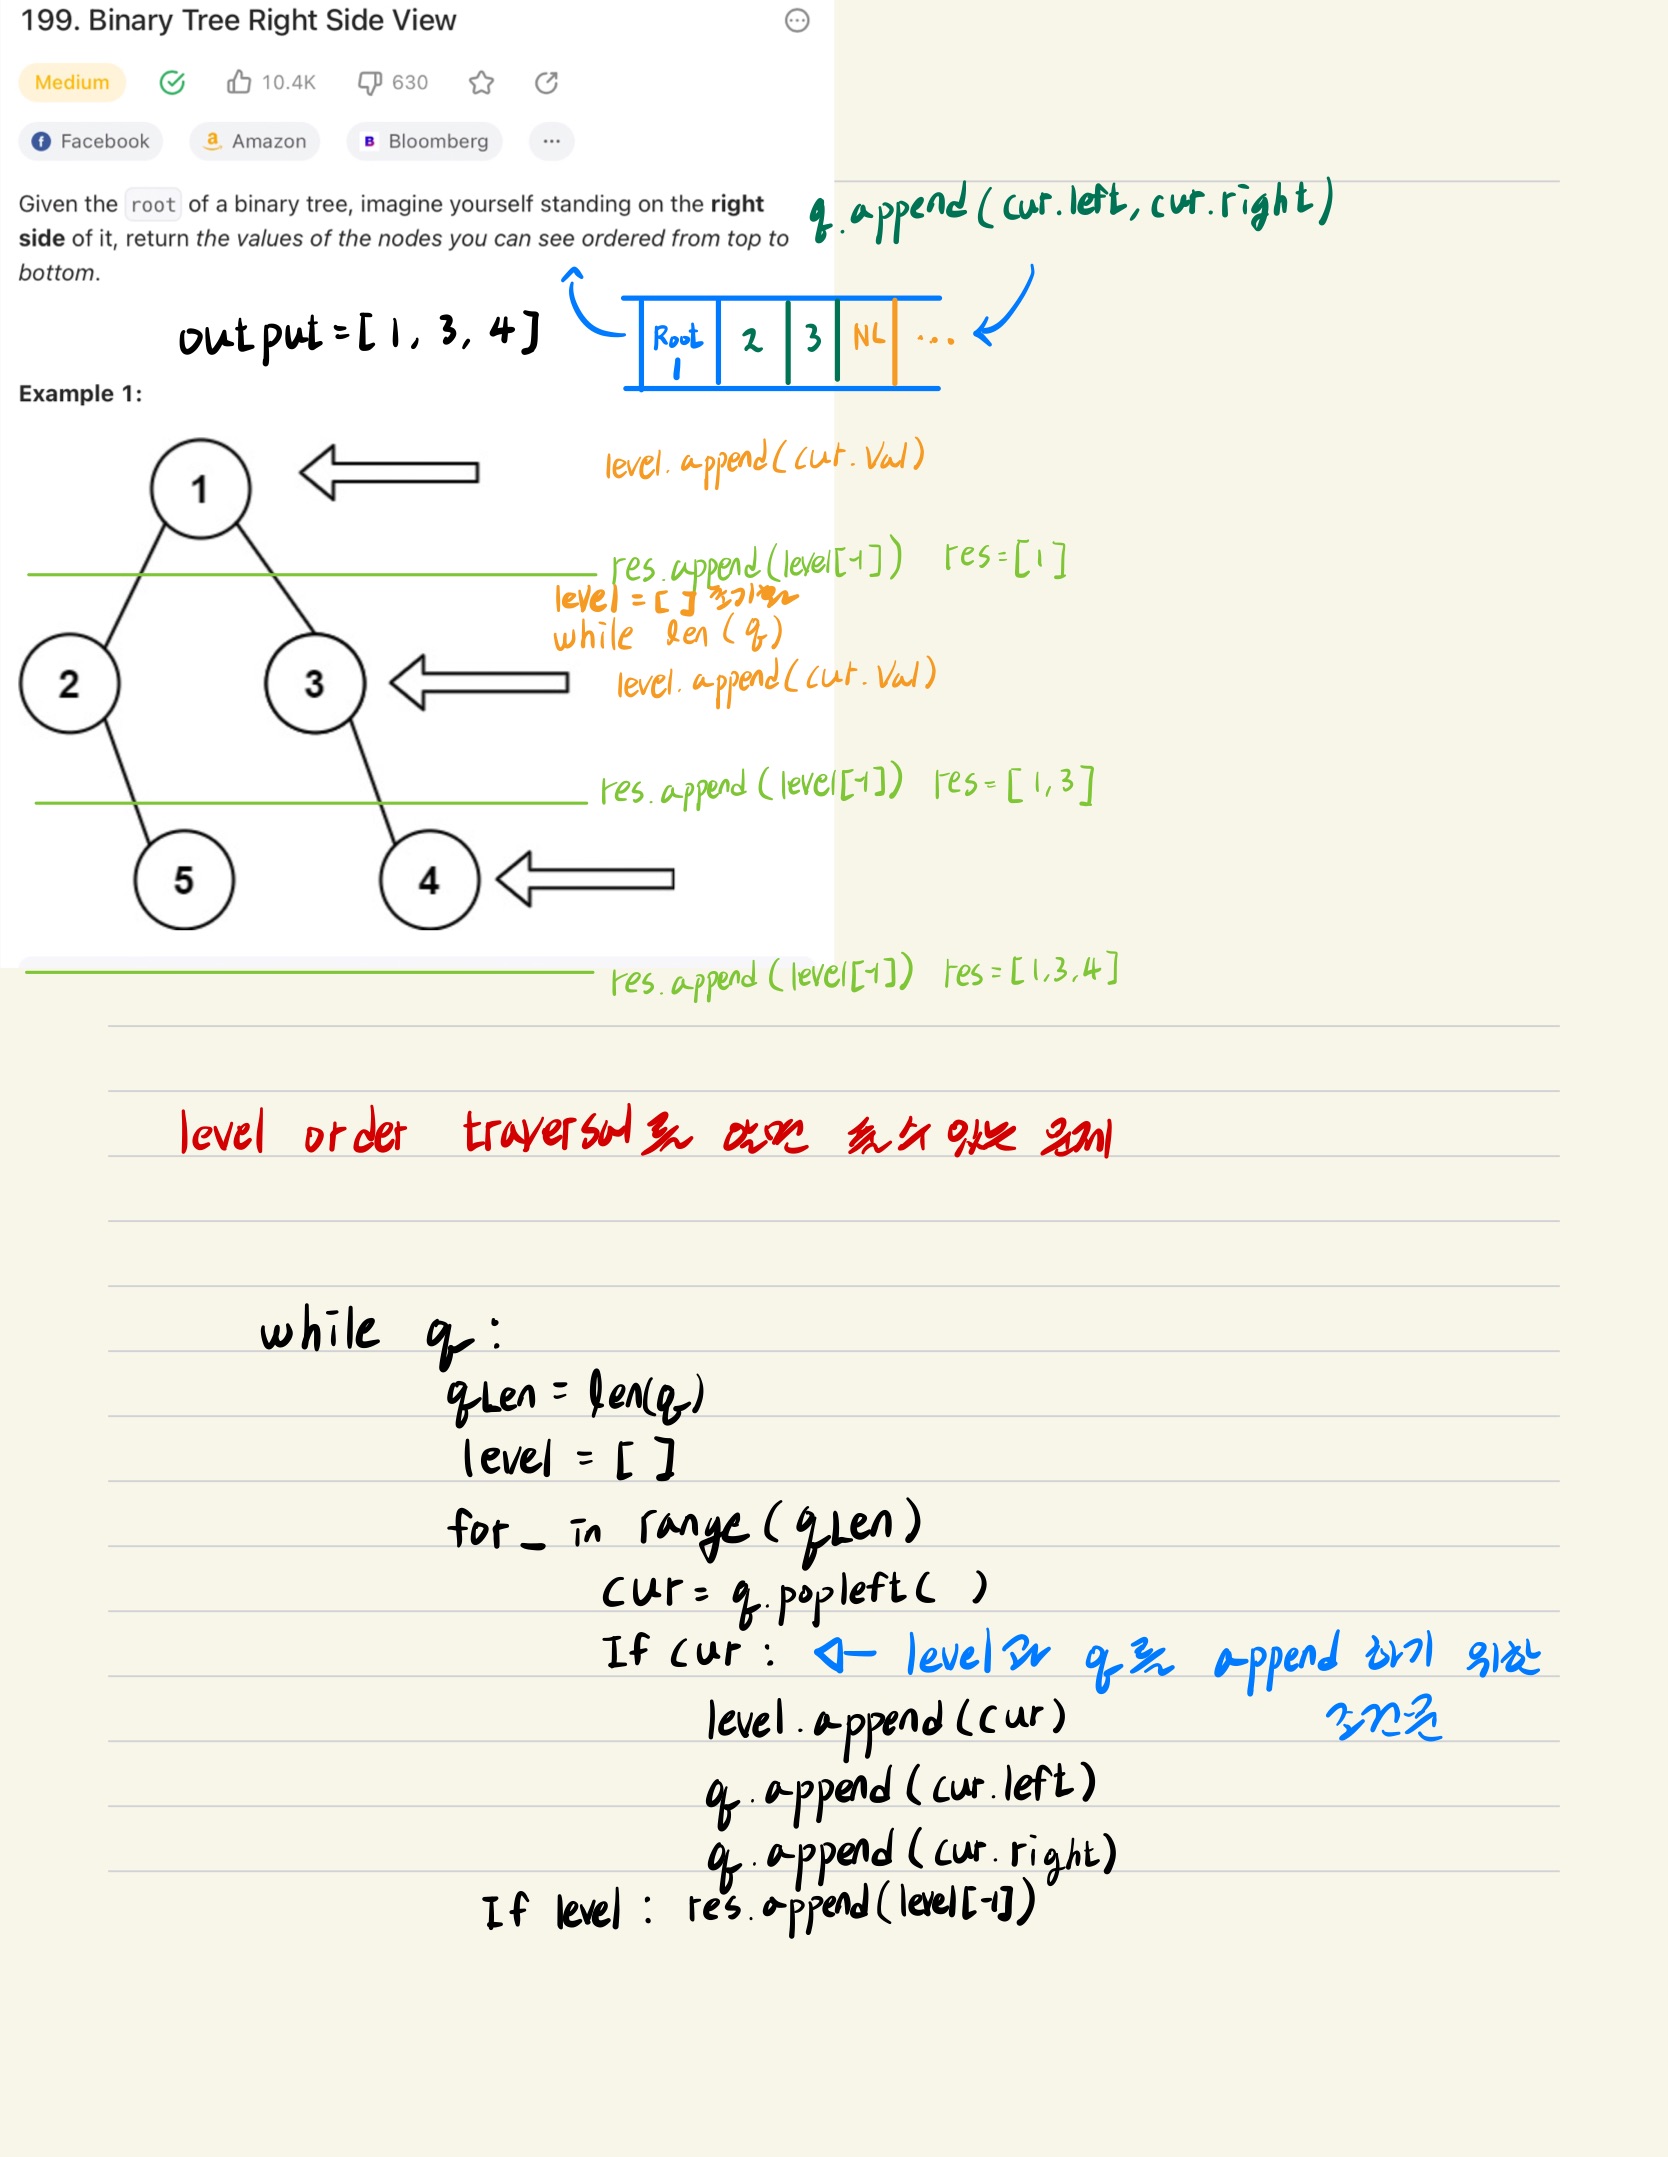 199. Binary Tree Right Side View
Medium 10.4K 630
Facebook Amazon Bloomberg ...
Given the root of a binary tree, imagine yourself standing on the right
side of it, return the values of the nodes you can see ordered from top to
bottom.
q.append(cur.left, cur.right)
output=[1, 3, 4]
Root 1 2 3 NL ...
Example 1:
1
level.append(cur.val)
res.append(level[-1]) res=[1]
level=[] 초기화
while len(q)
2 3
level.append(cur.val)
res.append(level[-1]) res=[1,3]
5 4
res.append(level[-1]) res=[1,3,4]
level order traversal를 알면 풀 수 있는 문제
while q:
qLen = len(q)
level = [ ]
for _ in range(qLen)
cur = q.popleft( )
If cur : ← level과 q를 append 하기 위한
조건문
level.append(cur)
q.append(cur.left)
q.append(cur.right)
If level : res.append(level[-1])